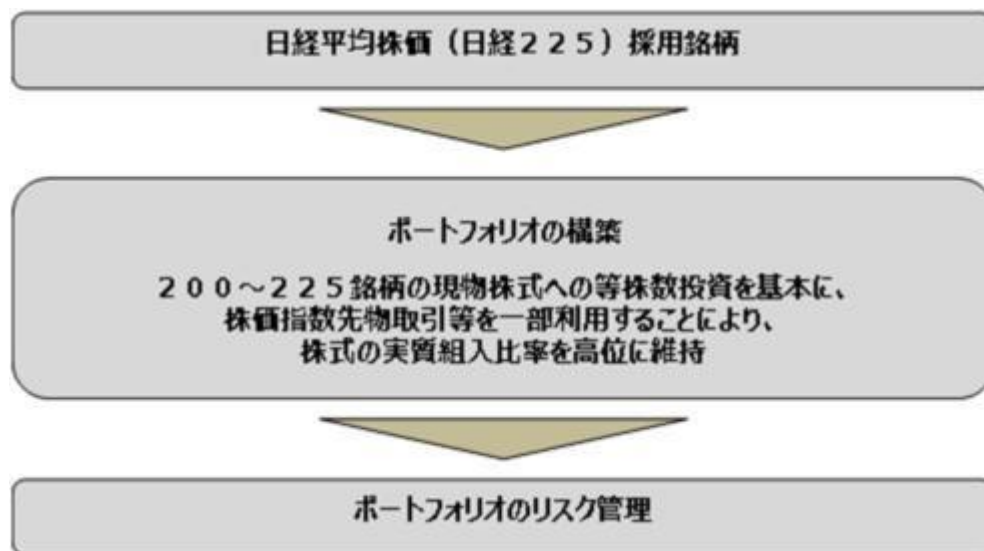 日経平均株価（日経２２５）採用銘柄
ポートフォリオの構築
２００～２２５銘柄の現物株式への等株数投資を基本に、
株価指数先物取引等を一部利用することにより、
株式の実質組入比率を高位に維持
ポートフォリオのリスク管理